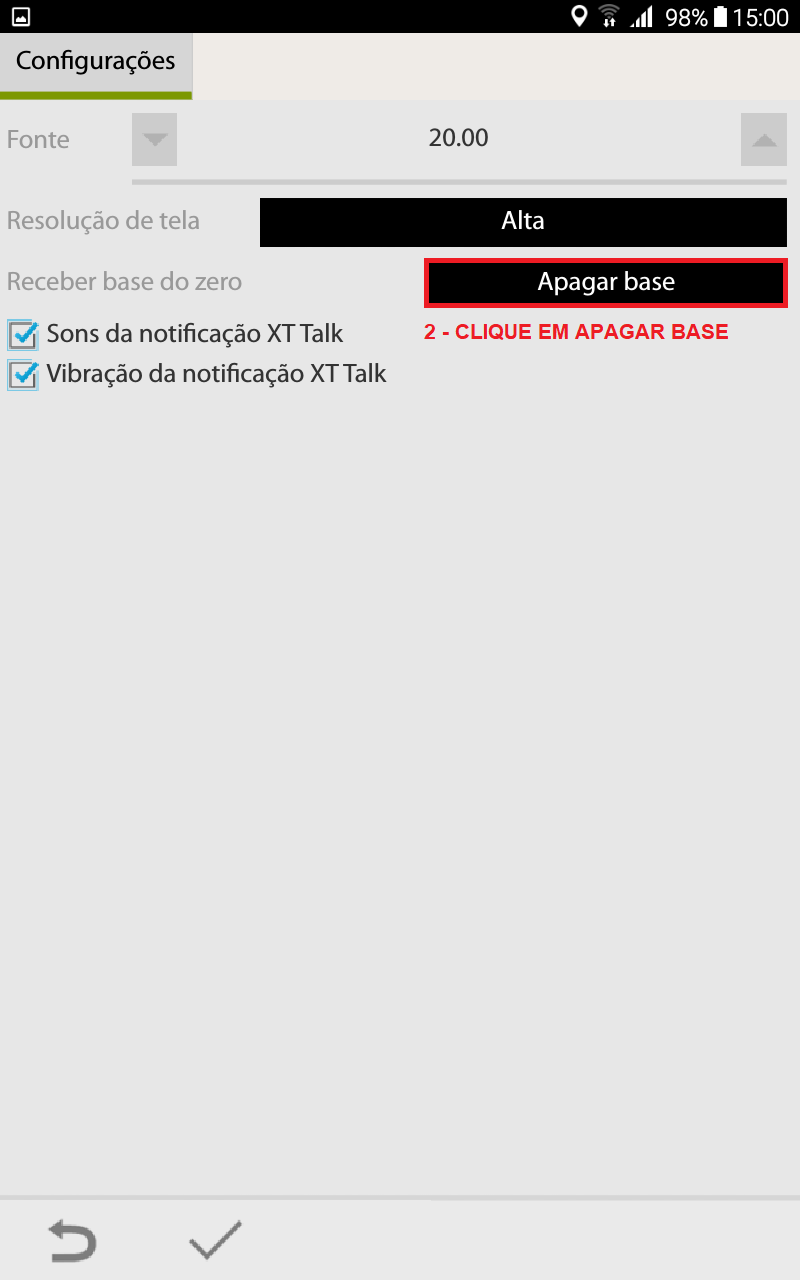 98% 15:00
Configurações
Fonte 20.00
Resolução de tela Alta
Receber base do zero Apagar base
Sons da notificação XT Talk 2 - CLIQUE EM APAGAR BASE
Vibração da notificação XT Talk